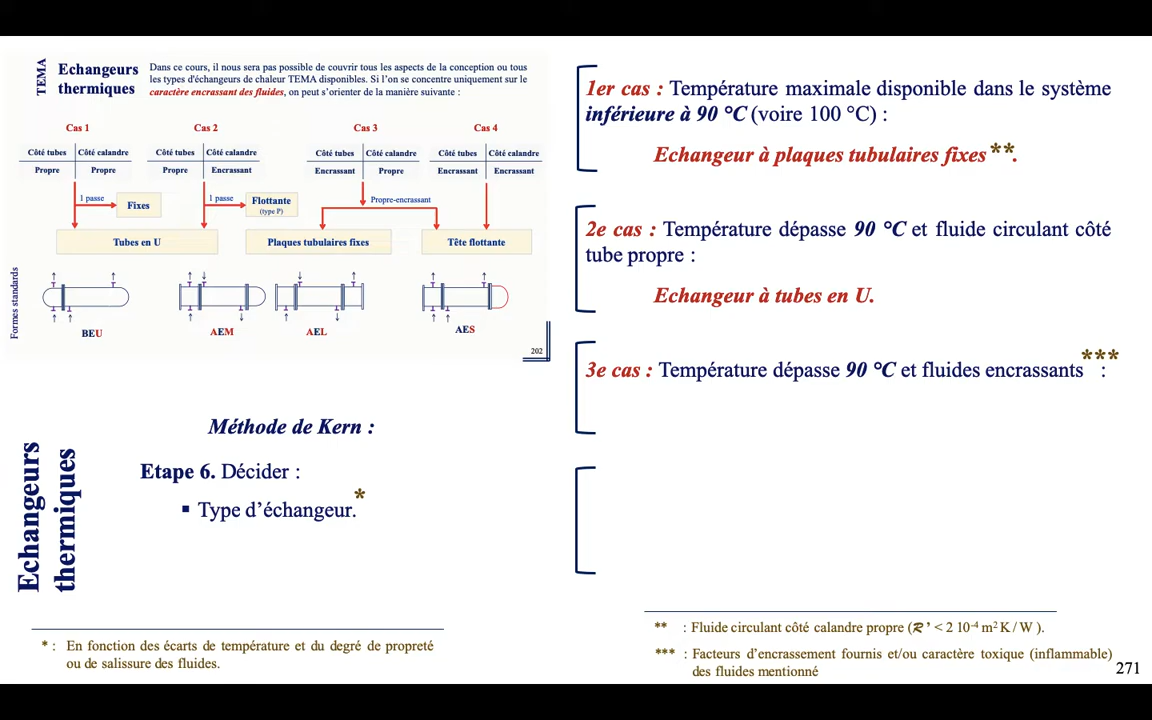 TEMA
Echangeurs
thermiques
Dans ce cours, il nous sera pas possible de couvrir tous les aspects de la conception ou tous
les types d'échangeurs de chaleur TEMA disponibles. Si l'on se concentre uniquement sur le
caractère encrassant des fluides, on peut s'orienter de la manière suivante :
Cas 1
Cas 2
Cas 3
Cas 4
Côté tubes
Côté calandre
Côté tubes
Côté calandre
Côté tubes
Côté calandre
Côté tubes
Côté calandre
Propre
Propre
Propre
Encrassant
Encrassant
Propre
Encrassant
Encrassant
1 passe
Fixes
1 passe
Flottante
(type P)
Propre-encrassant
Tubes en U
Plaques tubulaires fixes
Tête flottante
Formes standards
BEU
AEM
AEL
AES
202
Méthode de Kern :
Echangeurs
thermiques
Etape 6. Décider :
▪ Type d'échangeur.*
* : En fonction des écarts de température et du degré de propreté
ou de salissure des fluides.
1er cas : Température maximale disponible dans le système
inférieure à 90 °C (voire 100 °C) :
Echangeur à plaques tubulaires fixes**.
2e cas : Température dépasse 90 °C et fluide circulant côté
tube propre :
Echangeur à tubes en U.
3e cas : Température dépasse 90 °C et fluides encrassants*** :
** : Fluide circulant côté calandre propre (ℛ’ < 2 10⁻⁴ m² K / W ).
*** : Facteurs d'encrassement fournis et/ou caractère toxique (inflammable)
des fluides mentionné
271